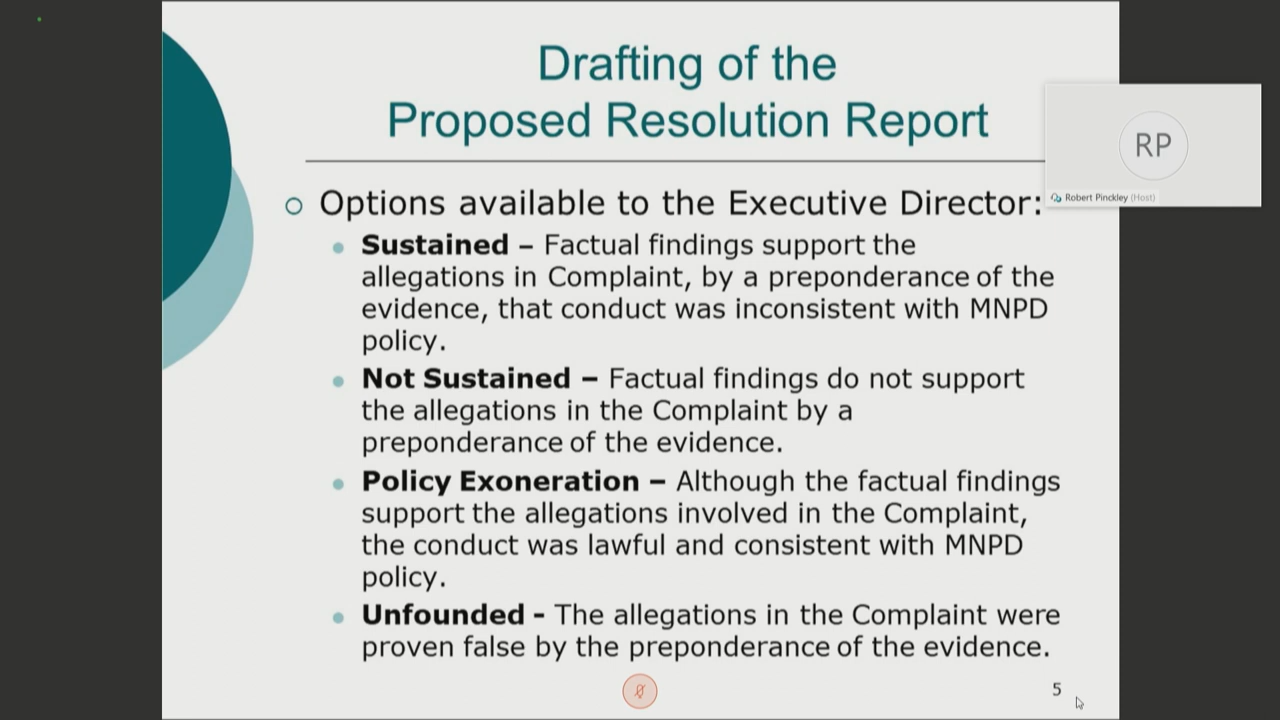 Drafting of the
Proposed Resolution Report
RP
Robert Pinckley (Host)
Options available to the Executive Director:
Sustained – Factual findings support the
allegations in Complaint, by a preponderance of the
evidence, that conduct was inconsistent with MNPD
policy.
Not Sustained – Factual findings do not support
the allegations in the Complaint by a
preponderance of the evidence.
Policy Exoneration – Although the factual findings
support the allegations involved in the Complaint,
the conduct was lawful and consistent with MNPD
policy.
Unfounded - The allegations in the Complaint were
proven false by the preponderance of the evidence.
5